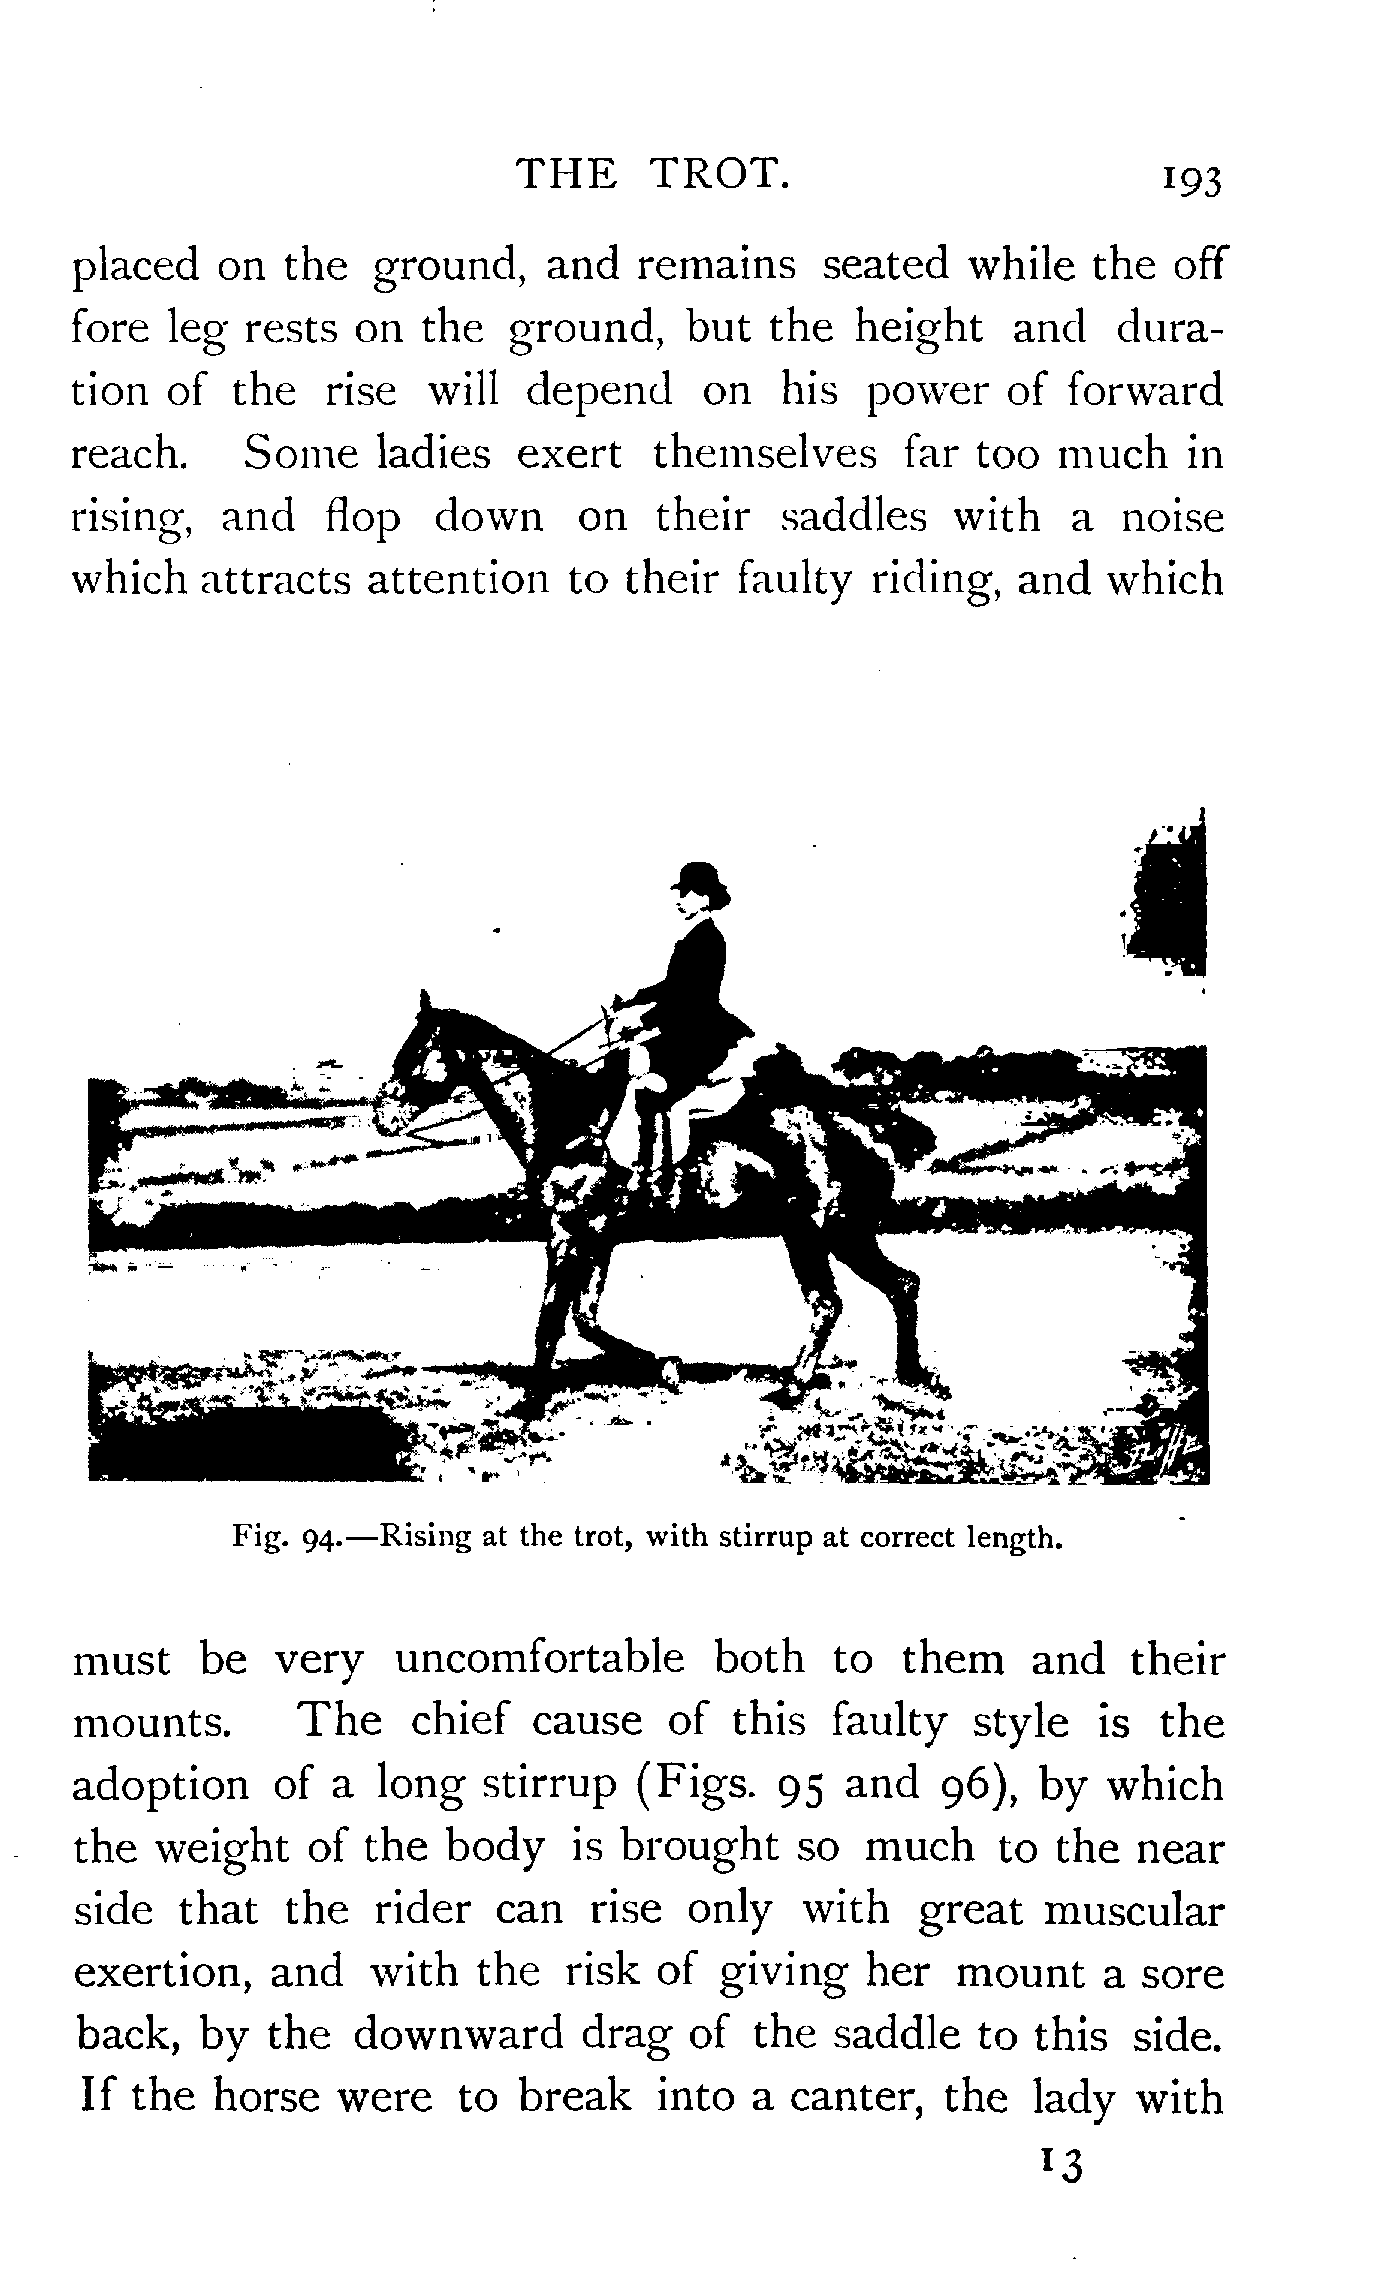 THE TROT. 193
placed on the ground, and remains seated while the off
fore leg rests on the ground, but the height and dura-
tion of the rise will depend on his power of forward
reach. Some ladies exert themselves far too much in
rising, and flop down on their saddles with a noise
which attracts attention to their faulty riding, and which
Fig. 94.—Rising at the trot, with stirrup at correct length.
must be very uncomfortable both to them and their
mounts. The chief cause of this faulty style is the
adoption of a long stirrup (Figs. 95 and 96), by which
the weight of the body is brought so much to the near
side that the rider can rise only with great muscular
exertion, and with the risk of giving her mount a sore
back, by the downward drag of the saddle to this side.
If the horse were to break into a canter, the lady with
13